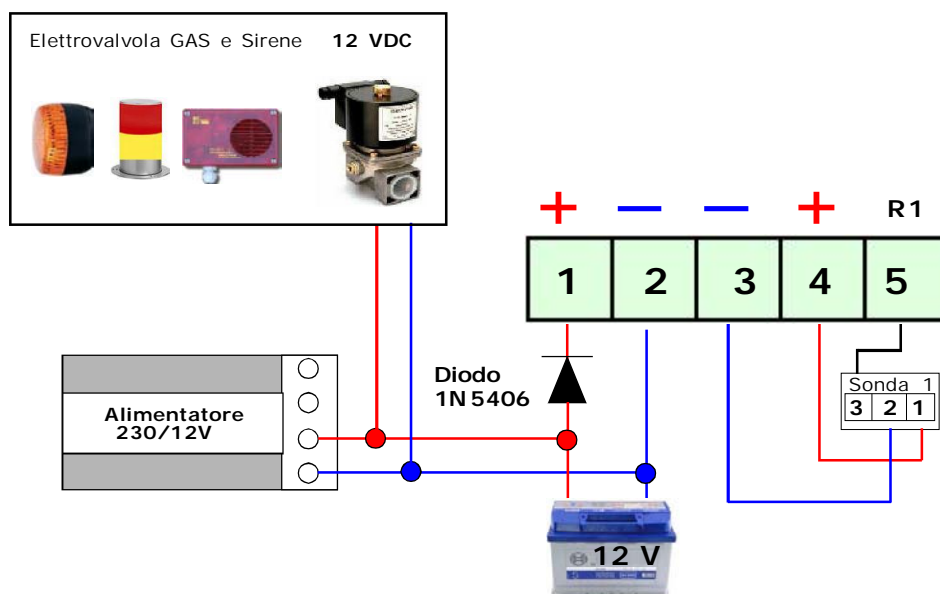 Elettrovalvola GAS e Sirene 12 VDC
+ – – + R1
1 2 3 4 5
Diodo
1N5406
Alimentatore
230/12V
Sonda 1
3 2 1
12 V